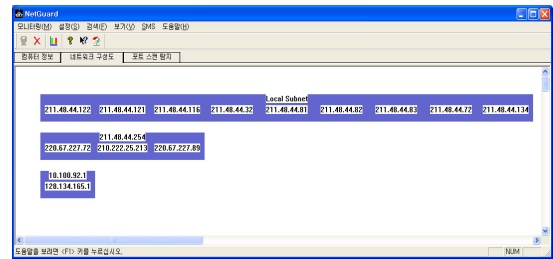 NetGuard
모니터링(M) 설정(S) 검색(F) 보기(V) SMS 도움말(H)
컴퓨터 정보 네트워크 구성도 포트 스캔 탐지
Local Subnet
211.48.44.122 211.48.44.121 211.48.44.116 211.48.44.32 211.48.44.81 211.48.44.82 211.48.44.83 211.48.44.72 211.48.44.134
211.48.44.254
220.67.227.72 210.222.25.213 220.67.227.89
10.100.92.1
128.134.165.1
도움말을 보려면 <F1> 키를 누르십시오. NUM